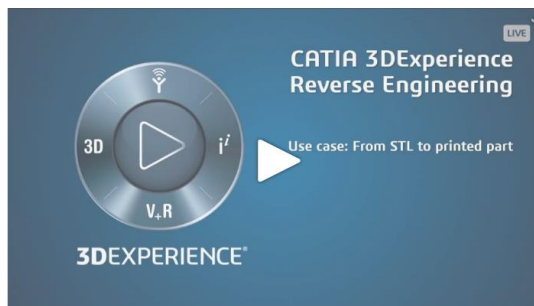 LIVE
CATIA 3DExperience
Reverse Engineering
Use case: From STL to printed part
3D
i i
V+R
3DEXPERIENCE®